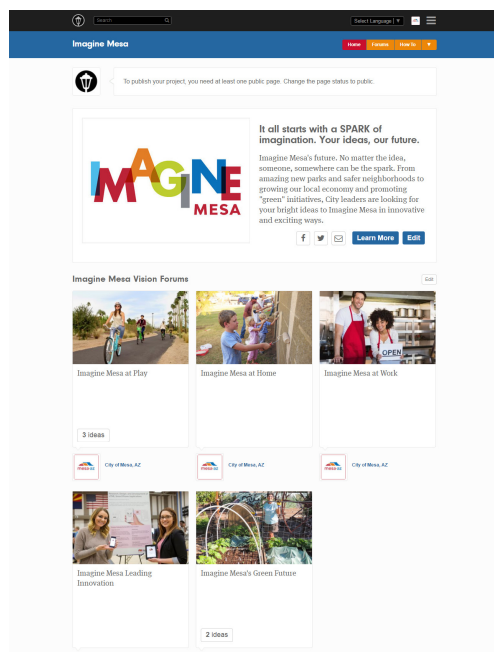 Search
Select Language | ▼
Imagine Mesa
Home
Forums
How To
▼
To publish your project, you need at least one public page. Change the page status to public.
IMAGINE
MESA
It all starts with a SPARK of
imagination. Your ideas, our future.
Imagine Mesa's future. No matter the idea,
someone, somewhere can be the spark. From
amazing new parks and safer neighborhoods to
growing our local economy and promoting
"green" initiatives, City leaders are looking for
your bright ideas to Imagine Mesa in innovative
and exciting ways.
Learn More
Edit
Imagine Mesa Vision Forums
Edit
OPEN
Imagine Mesa at Play
Imagine Mesa at Home
Imagine Mesa at Work
3 ideas
mesa·az
City of Mesa, AZ
mesa·az
City of Mesa, AZ
mesa·az
City of Mesa, AZ
Imagine Mesa Leading
Innovation
Imagine Mesa's Green Future
2 ideas